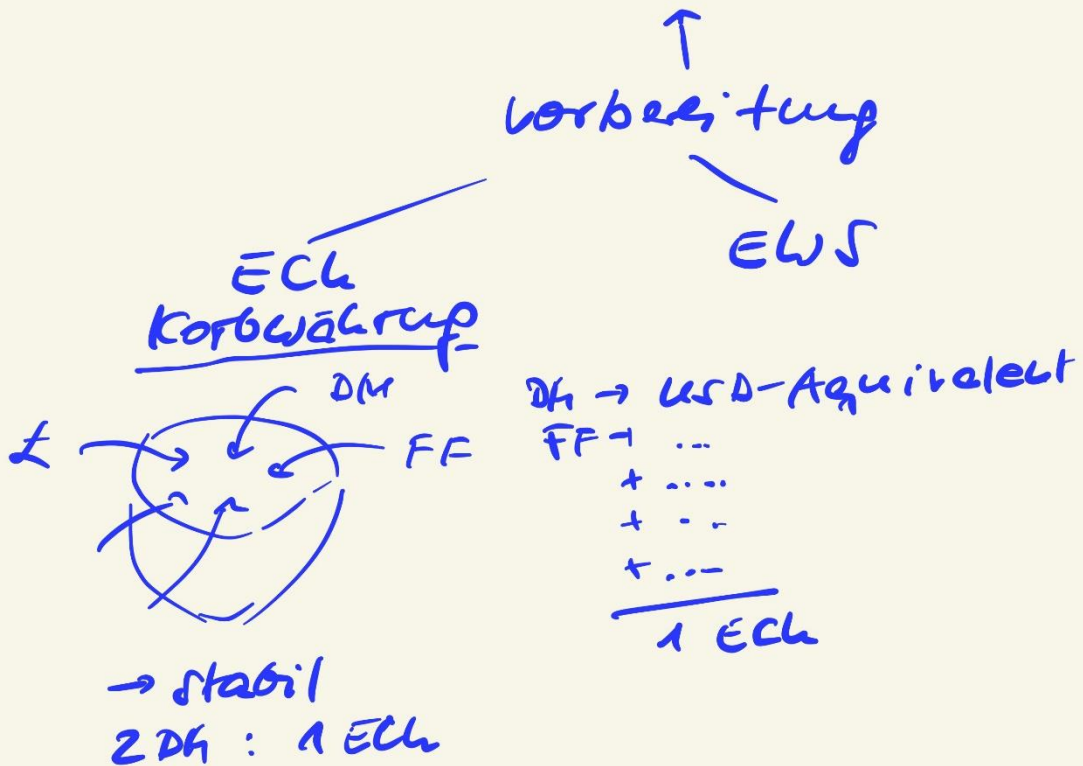 Vorbereitung
ECU
EWS
Korbwährung
£
DM
FF
DM → USD-Äquivalent
FF → ...
+ ....
+ ...
+ ....
1 ECU
→ stabil
2 DM : 1 ECU